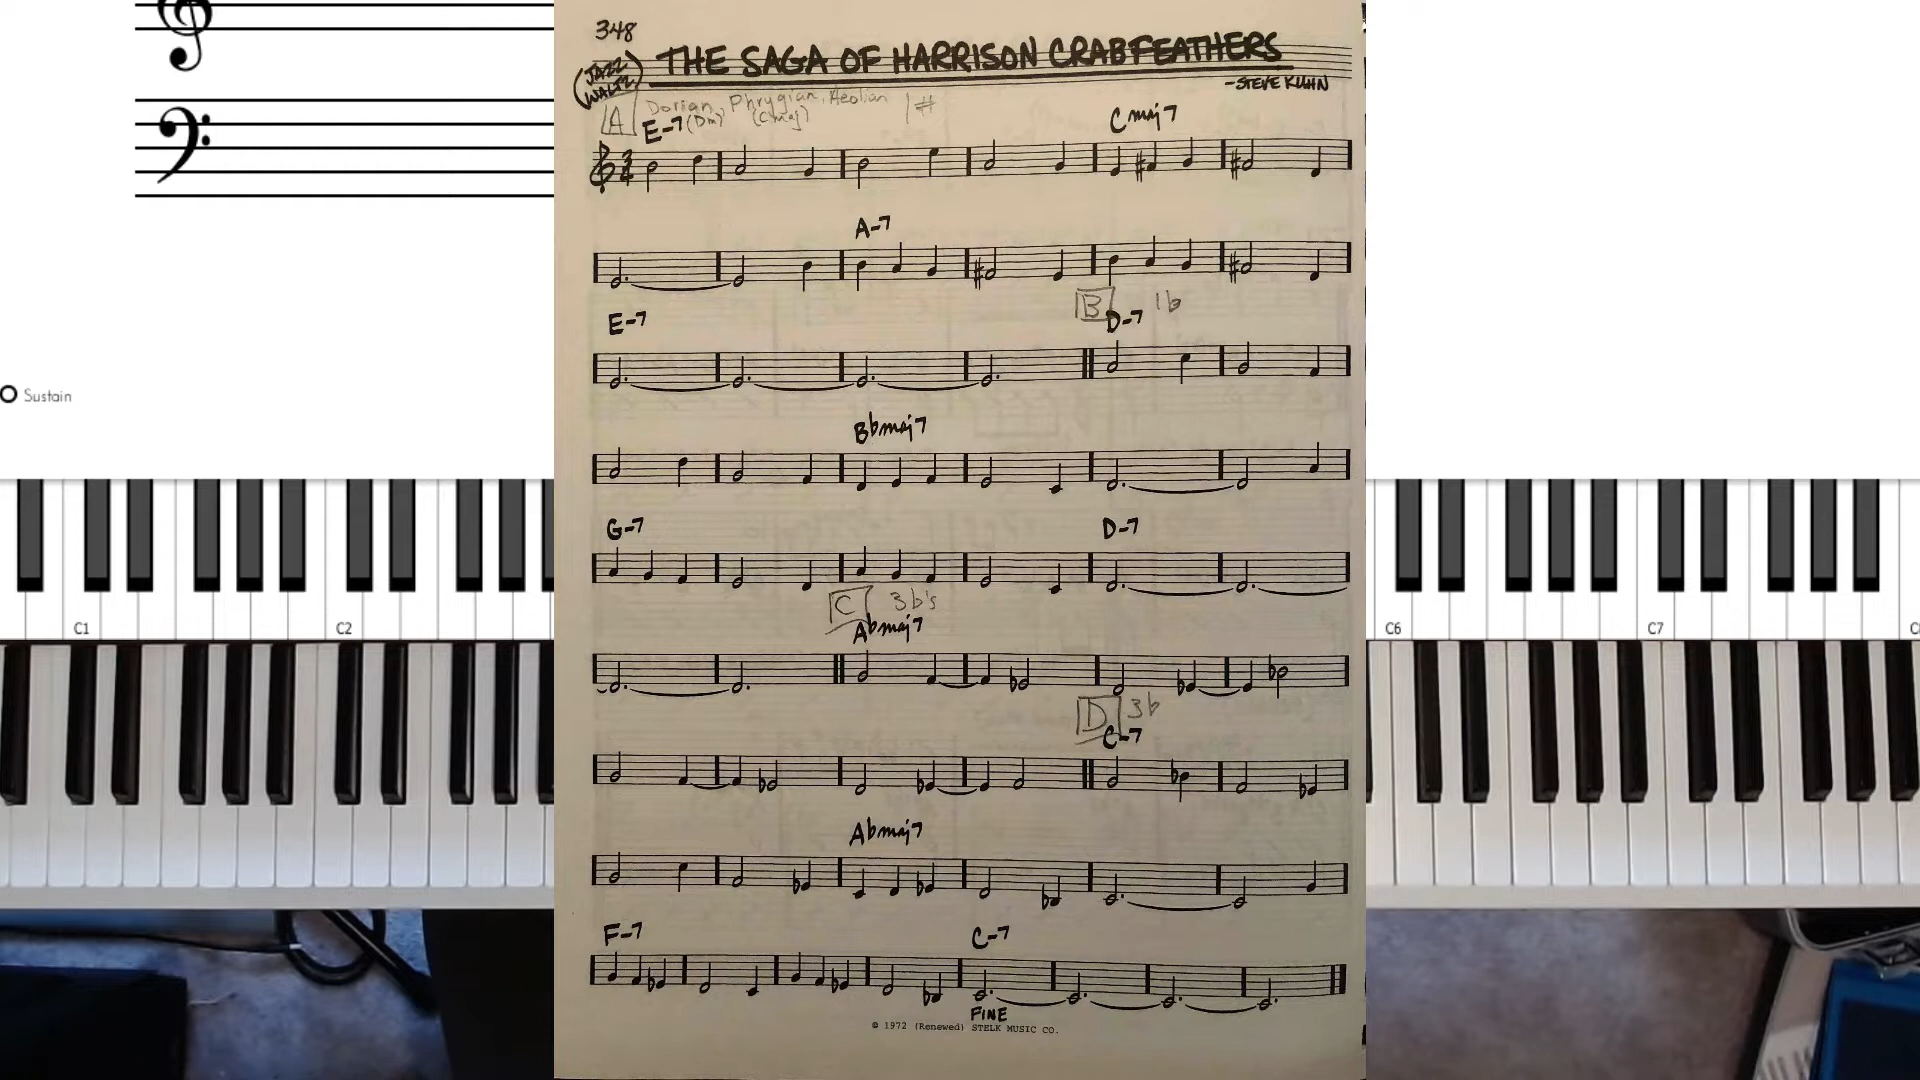 348
THE SAGA OF HARRISON CRABFEATHERS
(JAZZ WALTZ)
-STEVE KUHN
A Dorian, Phrygian, Aeolian 1#
E-7 (Dm) (Cmaj) Cmaj7
A-7
B 1b
E-7 D-7
Bbmaj7
G-7 D-7
C 3b's
Abmaj7
D 3b
C-7
Abmaj7
F-7 C-7
FINE
© 1972 (Renewed) STELK MUSIC CO.
Sustain
C1 C2 C6 C7